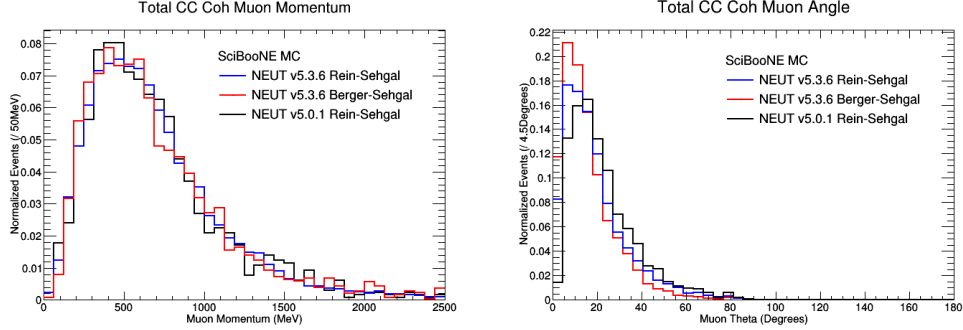 Total CC Coh Muon Momentum
Normalized Events (/ 50MeV)
0.08
0.07
0.06
0.05
0.04
0.03
0.02
0.01
0
SciBooNE MC
NEUT v5.3.6 Rein-Sehgal
NEUT v5.3.6 Berger-Sehgal
NEUT v5.0.1 Rein-Sehgal
0 500 1000 1500 2000 2500
Muon Momentum (MeV)
Total CC Coh Muon Angle
Normalized Events (/ 4.5Degrees)
0.22
0.2
0.18
0.16
0.14
0.12
0.1
0.08
0.06
0.04
0.02
0
SciBooNE MC
NEUT v5.3.6 Rein-Sehgal
NEUT v5.3.6 Berger-Sehgal
NEUT v5.0.1 Rein-Sehgal
0 20 40 60 80 100 120 140 160 180
Muon Theta (Degrees)